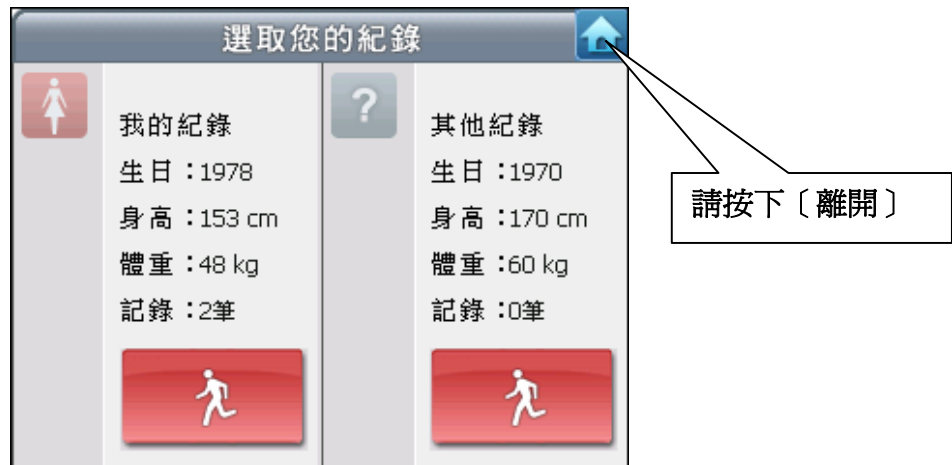 選取您的紀錄
我的紀錄
生日：1978
身高：153 cm
體重：48 kg
記錄：2筆
?
其他紀錄
生日：1970
身高：170 cm
體重：60 kg
記錄：0筆
請按下〔離開〕